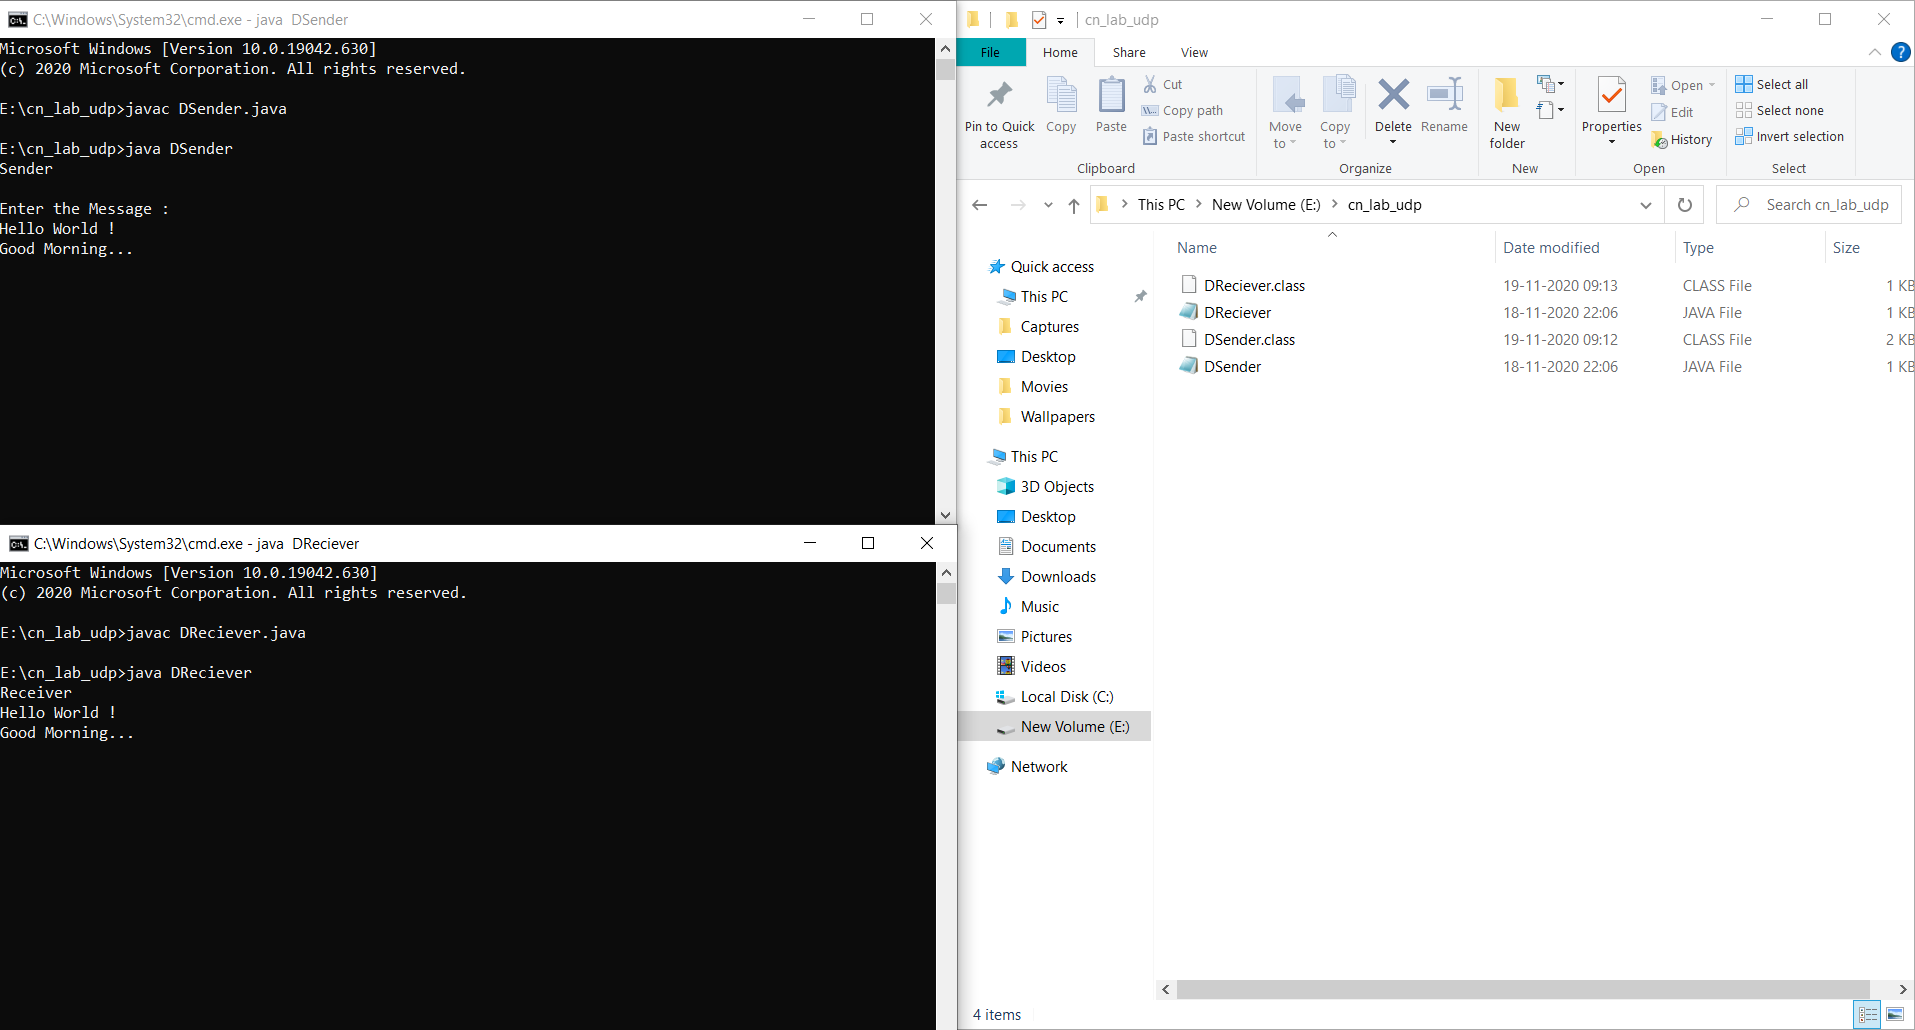 C:\Windows\System32\cmd.exe - java  DSender
Microsoft Windows [Version 10.0.19042.630]
(c) 2020 Microsoft Corporation. All rights reserved.
E:\cn_lab_udp>javac DSender.java
E:\cn_lab_udp>java DSender
Sender
Enter the Message :
Hello World !
Good Morning...
C:\Windows\System32\cmd.exe - java  DReciever
Microsoft Windows [Version 10.0.19042.630]
(c) 2020 Microsoft Corporation. All rights reserved.
E:\cn_lab_udp>javac DReciever.java
E:\cn_lab_udp>java DReciever
Receiver
Hello World !
Good Morning...
cn_lab_udp
File Home Share View
Pin to Quick access
Copy
Paste
Cut
Copy path
Paste shortcut
Clipboard
Move to
Copy to
Delete
Rename
Organize
New folder
New
Properties
Open
Edit
History
Open
Select all
Select none
Invert selection
Select
This PC > New Volume (E:) > cn_lab_udp
Search cn_lab_udp
Quick access
This PC
Captures
Desktop
Movies
Wallpapers
This PC
3D Objects
Desktop
Documents
Downloads
Music
Pictures
Videos
Local Disk (C:)
New Volume (E:)
Network
Name Date modified Type Size
DReciever.class 19-11-2020 09:13 CLASS File 1 KB
DReciever 18-11-2020 22:06 JAVA File 1 KB
DSender.class 19-11-2020 09:12 CLASS File 2 KB
DSender 18-11-2020 22:06 JAVA File 1 KB
4 items